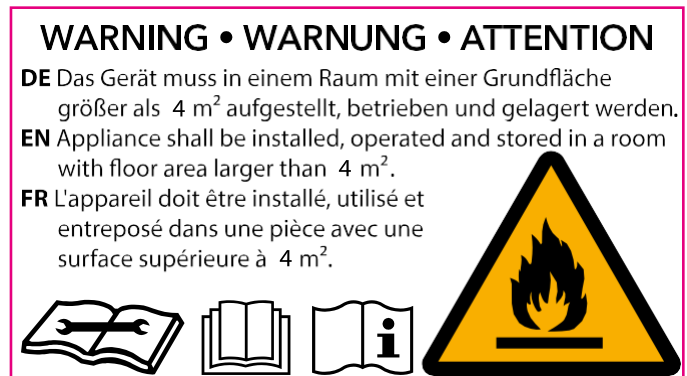 WARNING • WARNUNG • ATTENTION
DE Das Gerät muss in einem Raum mit einer Grundfläche
größer als 4 m² aufgestellt, betrieben und gelagert werden.
EN Appliance shall be installed, operated and stored in a room
with floor area larger than 4 m².
FR L'appareil doit être installé, utilisé et
entreposé dans une pièce avec une
surface supérieure à 4 m².
i